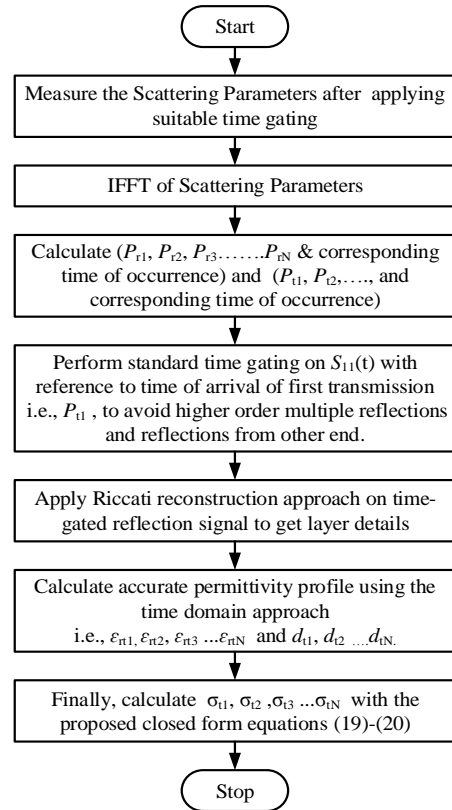 Start
Measure the Scattering Parameters after applying
suitable time gating
IFFT of Scattering Parameters
Calculate (Pr1, Pr2, Pr3…….PrN & corresponding
time of occurrence) and (Pt1, Pt2,…., and
corresponding time of occurrence)
Perform standard time gating on S11(t) with
reference to time of arrival of first transmission
i.e., Pt1 , to avoid higher order multiple reflections
and reflections from other end.
Apply Riccati reconstruction approach on time-
gated reflection signal to get layer details
Calculate accurate permittivity profile using the
time domain approach
i.e., εrt1, εrt2, εrt3 ...εrtN and dt1, dt2 ....dtN.
Finally, calculate σt1, σt2 ,σt3 ...σtN with the
proposed closed form equations (19)-(20)
Stop